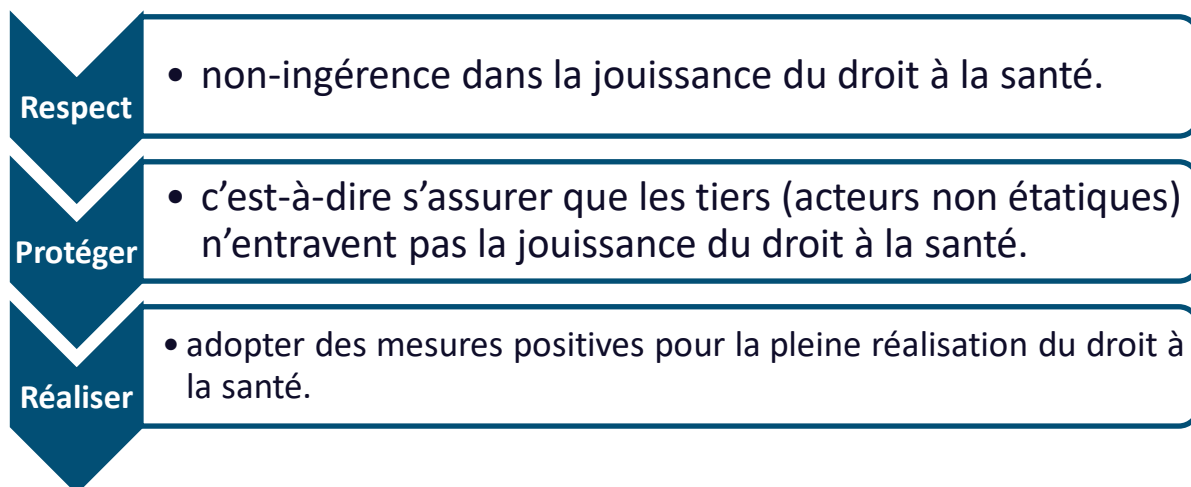 Respect
• non-ingérence dans la jouissance du droit à la santé.
Protéger
• c’est-à-dire s’assurer que les tiers (acteurs non étatiques)
n’entravent pas la jouissance du droit à la santé.
Réaliser
• adopter des mesures positives pour la pleine réalisation du droit à
la santé.